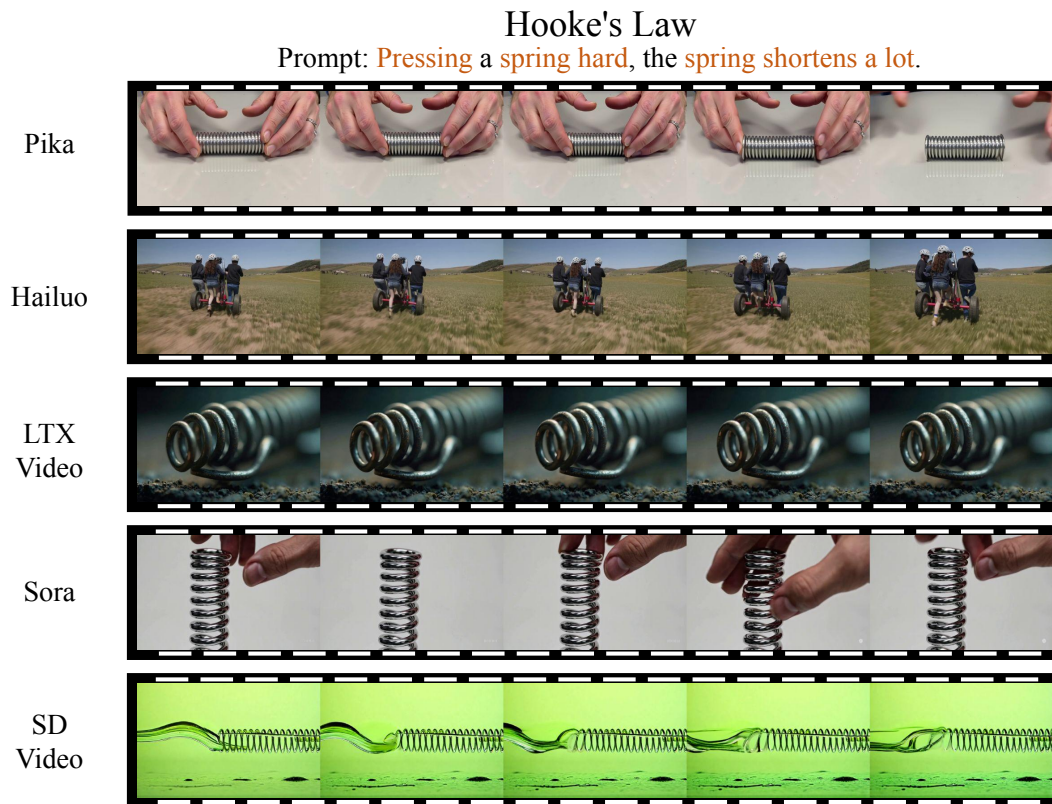 Hooke's Law
Prompt: Pressing a spring hard, the spring shortens a lot.
Pika
Hailuo
LTX
Video
Sora
SD
Video